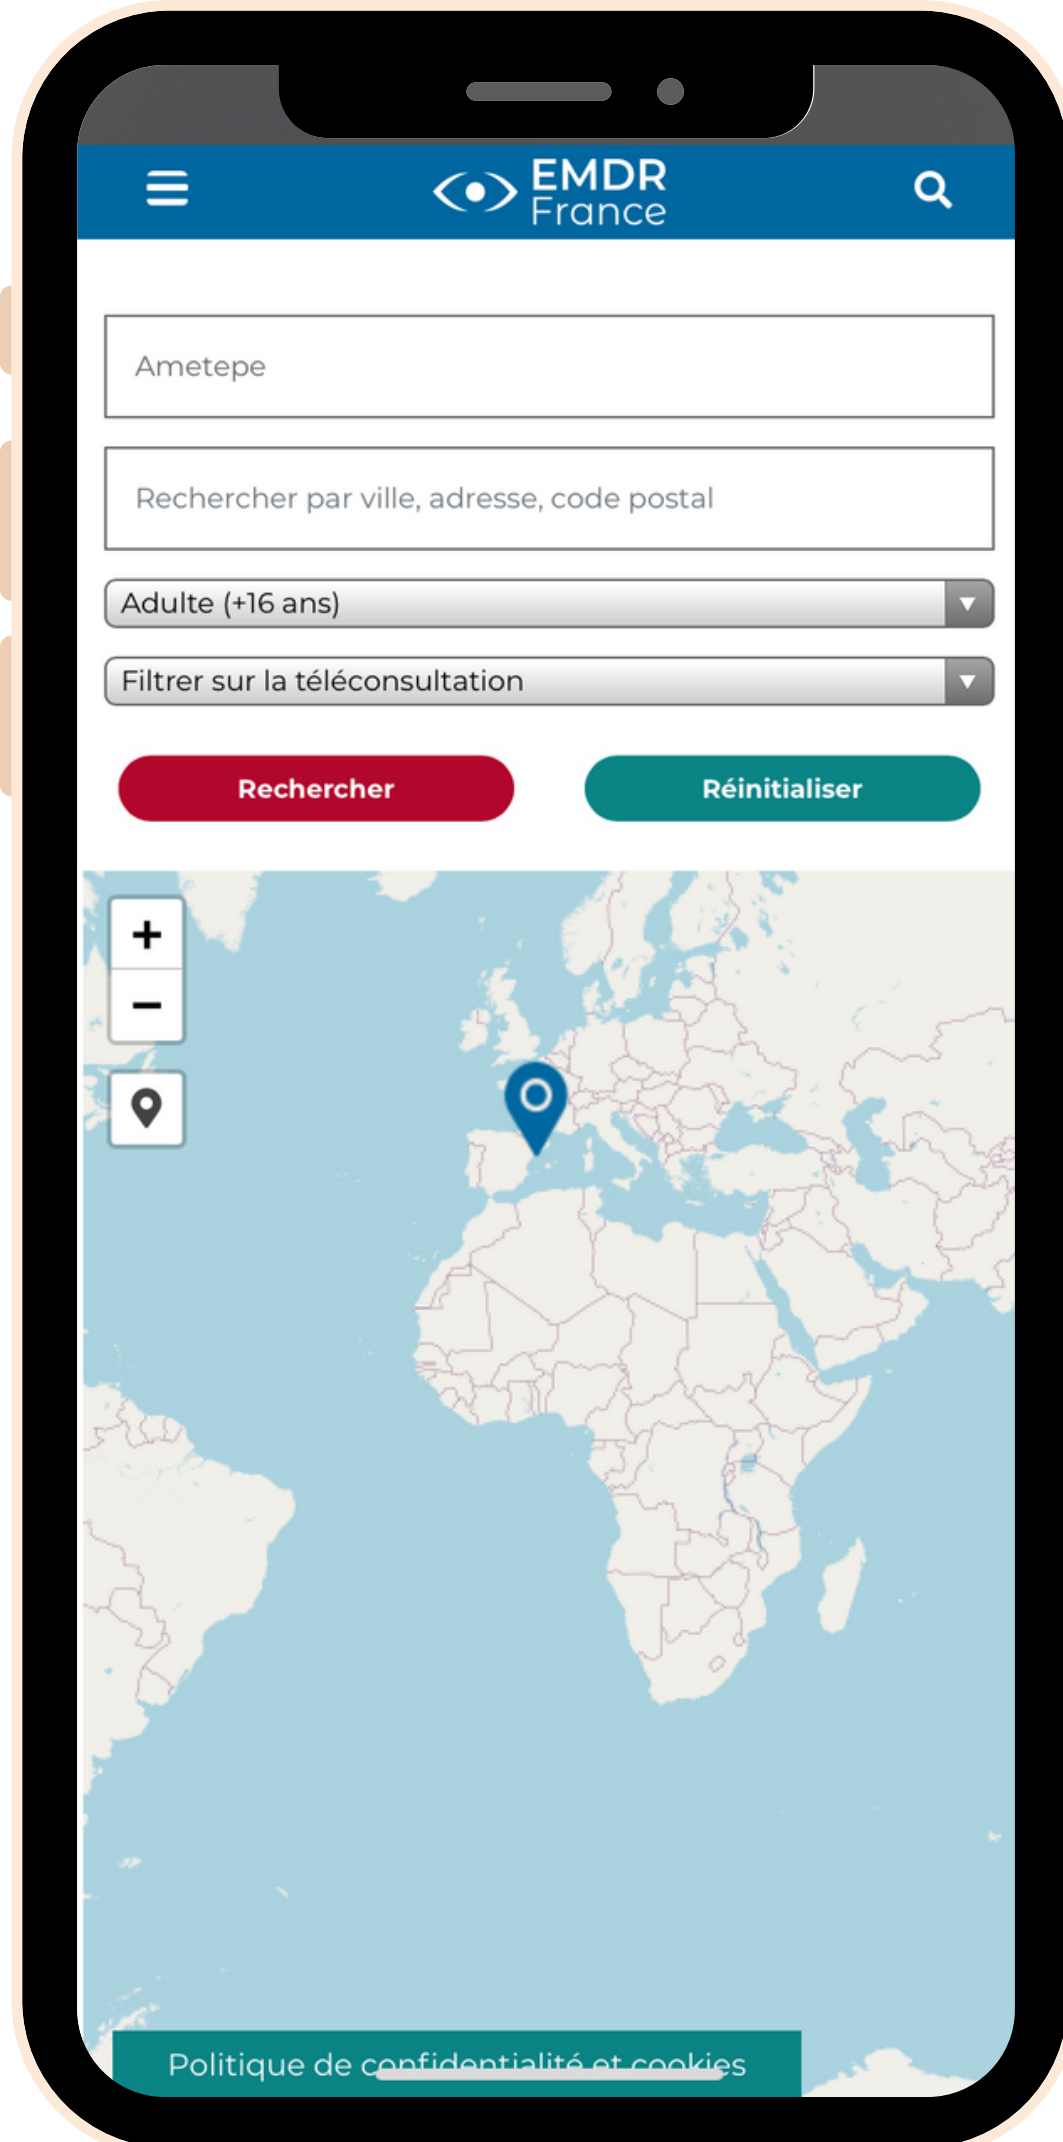 EMDR
France
Ametepe
Rechercher par ville, adresse, code postal
Adulte (+16 ans)
Filtrer sur la téléconsultation
Rechercher
Réinitialiser
+
−
Politique de confidentialité et cookies